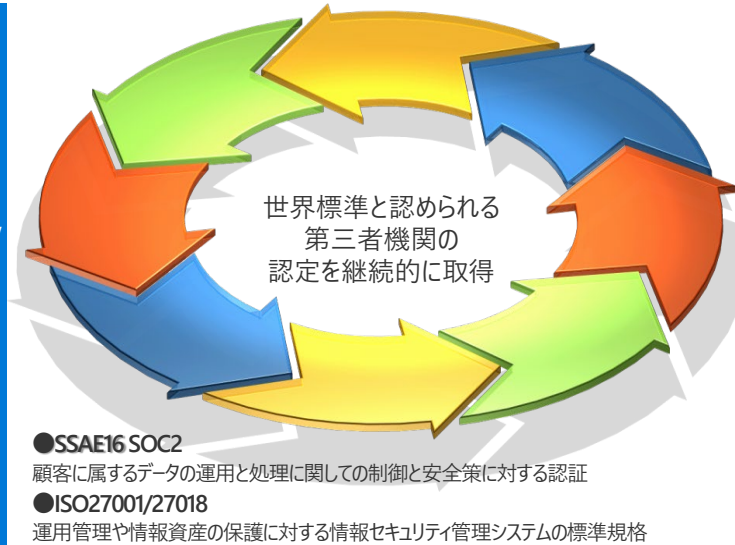 世界標準と認められる
第三者機関の
認定を継続的に取得
●SSAE16 SOC2
顧客に属するデータの運用と処理に関しての制御と安全策に対する認証
●ISO27001/27018
運用管理や情報資産の保護に対する情報セキュリティ管理システムの標準規格